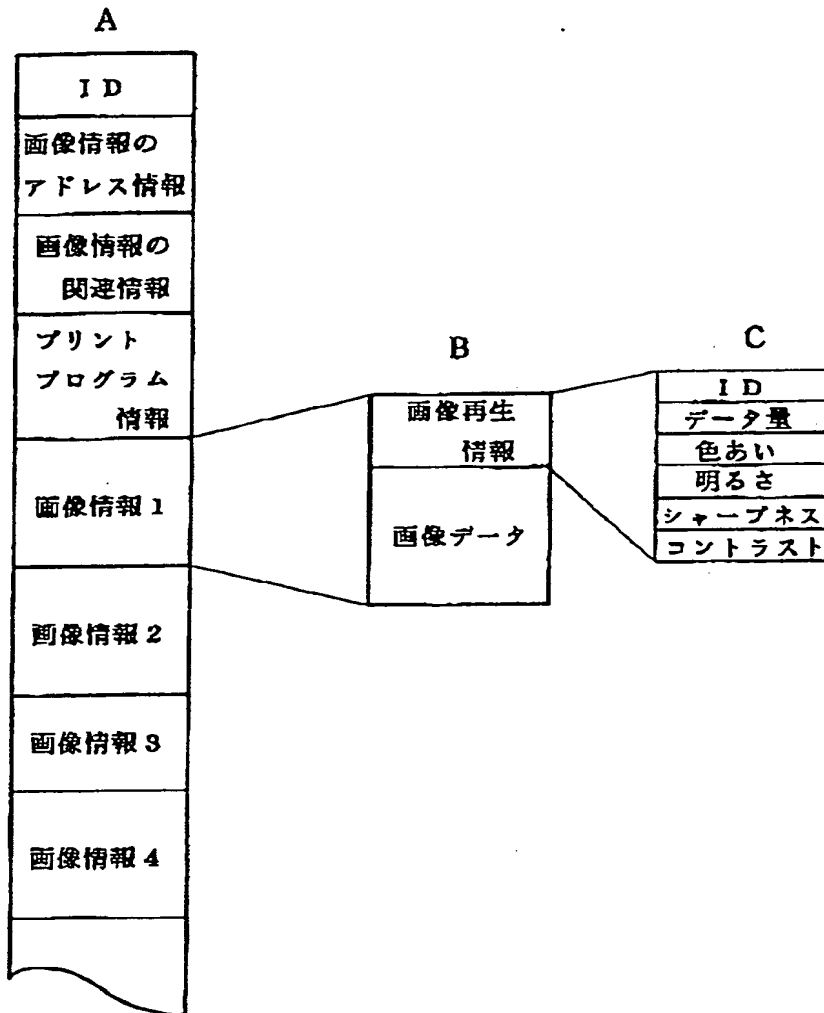 A
ID
画像情報の
アドレス情報
画像情報の
関連情報
プリント
プログラム
情報
画像情報1
画像情報2
画像情報3
画像情報4
B
画像再生
情報
画像データ
C
ID
データ量
色あい
明るさ
シャープネス
コントラスト